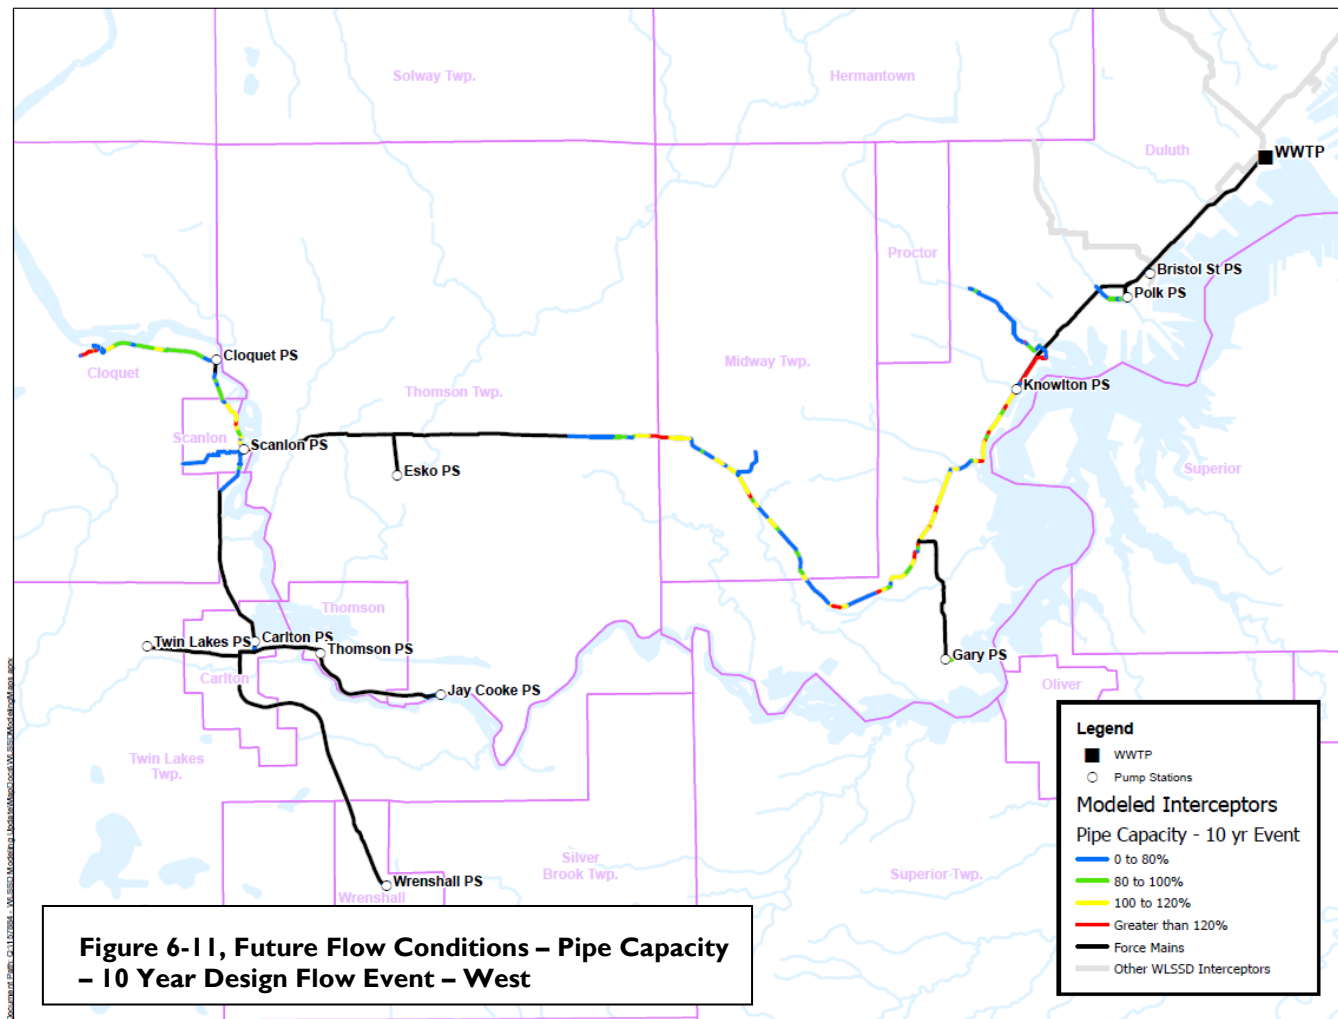 Solway Twp.
Hermantown
Duluth
WWTP
Proctor
Bristol St PS
Polk PS
Cloquet PS
Cloquet
Midway Twp.
Thomson Twp.
Knowlton PS
Scanlon
Scanlon PS
Esko PS
Superior
Thomson
Twin Lakes PS
Carlton PS
Thomson PS
Gary PS
Carlton
Jay Cooke PS
Oliver
Twin Lakes
Twp.
Silver
Brook Twp.
Superior Twp.
Wrenshall PS
Wrenshall
Legend
WWTP
Pump Stations
Modeled Interceptors
Pipe Capacity - 10 yr Event
0 to 80%
80 to 100%
100 to 120%
Greater than 120%
Force Mains
Other WLSSD Interceptors
Figure 6-11, Future Flow Conditions – Pipe Capacity
– 10 Year Design Flow Event – West